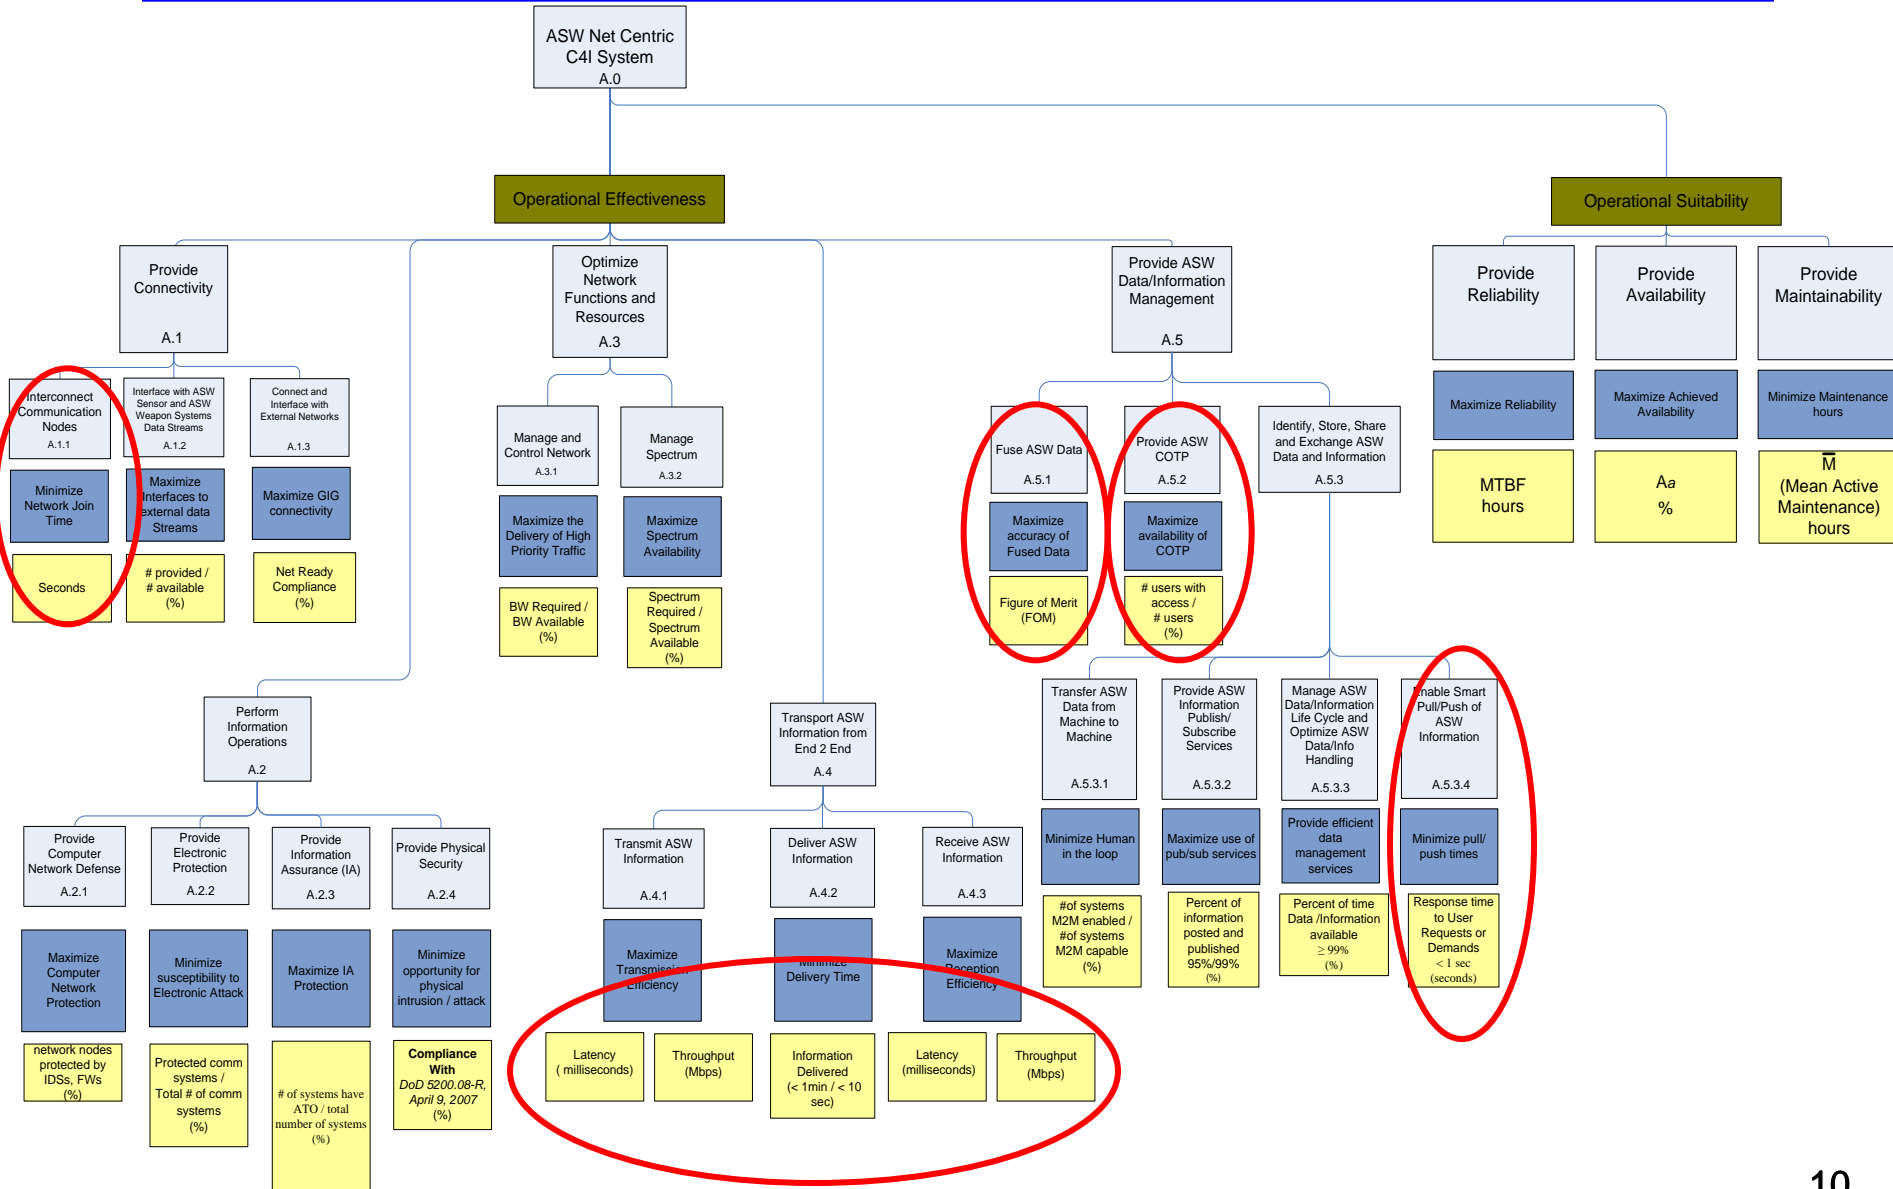 ASW Net Centric
C4I System
A.0
Operational Effectiveness
Operational Suitability
Provide
Connectivity
A.1
Optimize
Network
Functions and
Resources
A.3
Provide ASW
Data/Information
Management
A.5
Provide
Reliability
Provide
Availability
Provide
Maintainability
Maximize Reliability
Maximize Achieved
Availability
Minimize Maintenance
hours
MTBF
hours
Aa
%
M̅
(Mean Active
Maintenance)
hours
Interconnect
Communication
Nodes
A.1.1
Interface with ASW
Sensor and ASW
Weapon Systems
Data Streams
A.1.2
Connect and
Interface with
External Networks
A.1.3
Minimize
Network Join
Time
Maximize
Interfaces to
external data
Streams
Maximize GIG
connectivity
Seconds
# provided /
# available
(%)
Net Ready
Compliance
(%)
Manage and
Control Network
A.3.1
Manage
Spectrum
A.3.2
Maximize the
Delivery of High
Priority Traffic
Maximize
Spectrum
Availability
BW Required /
BW Available
(%)
Spectrum
Required /
Spectrum
Available
(%)
Fuse ASW Data
A.5.1
Provide ASW
COTP
A.5.2
Identify, Store, Share
and Exchange ASW
Data and Information
A.5.3
Maximize
accuracy of
Fused Data
Maximize
availability of
COTP
Figure of Merit
(FOM)
# users with
access /
# users
(%)
Perform
Information
Operations
A.2
Transport ASW
Information from
End 2 End
A.4
Transfer ASW
Data from
Machine to
Machine
A.5.3.1
Provide ASW
Information
Publish/
Subscribe
Services
A.5.3.2
Manage ASW
Data/Information
Life Cycle and
Optimize ASW
Data/Info
Handling
A.5.3.3
Enable Smart
Pull/Push of
ASW
Information
A.5.3.4
Minimize Human
in the loop
Maximize use of
pub/sub services
Provide efficient
data
management
services
Minimize pull/
push times
#of systems
M2M enabled /
#of systems
M2M capable
(%)
Percent of
information
posted and
published
95%/99%
(%)
Percent of time
Data /Information
available
≥ 99%
(%)
Response time
to User
Requests or
Demands
< 1 sec
(seconds)
Provide
Computer
Network Defense
A.2.1
Provide
Electronic
Protection
A.2.2
Provide
Information
Assurance (IA)
A.2.3
Provide Physical
Security
A.2.4
Maximize
Computer
Network
Protection
Minimize
susceptibility to
Electronic Attack
Maximize IA
Protection
Minimize
opportunity for
physical
intrusion / attack
network nodes
protected by
IDSs, FWs
(%)
Protected comm
systems /
Total # of comm
systems
(%)
# of systems have
ATO / total
number of systems
(%)
Compliance
With
DoD 5200.08-R,
April 9, 2007
(%)
Transmit ASW
Information
A.4.1
Deliver ASW
Information
A.4.2
Receive ASW
Information
A.4.3
Maximize
Transmission
Efficiency
Minimize
Delivery Time
Maximize
Reception
Efficiency
Latency
( milliseconds)
Throughput
(Mbps)
Information
Delivered
(< 1min / < 10
sec)
Latency
(milliseconds)
Throughput
(Mbps)
10